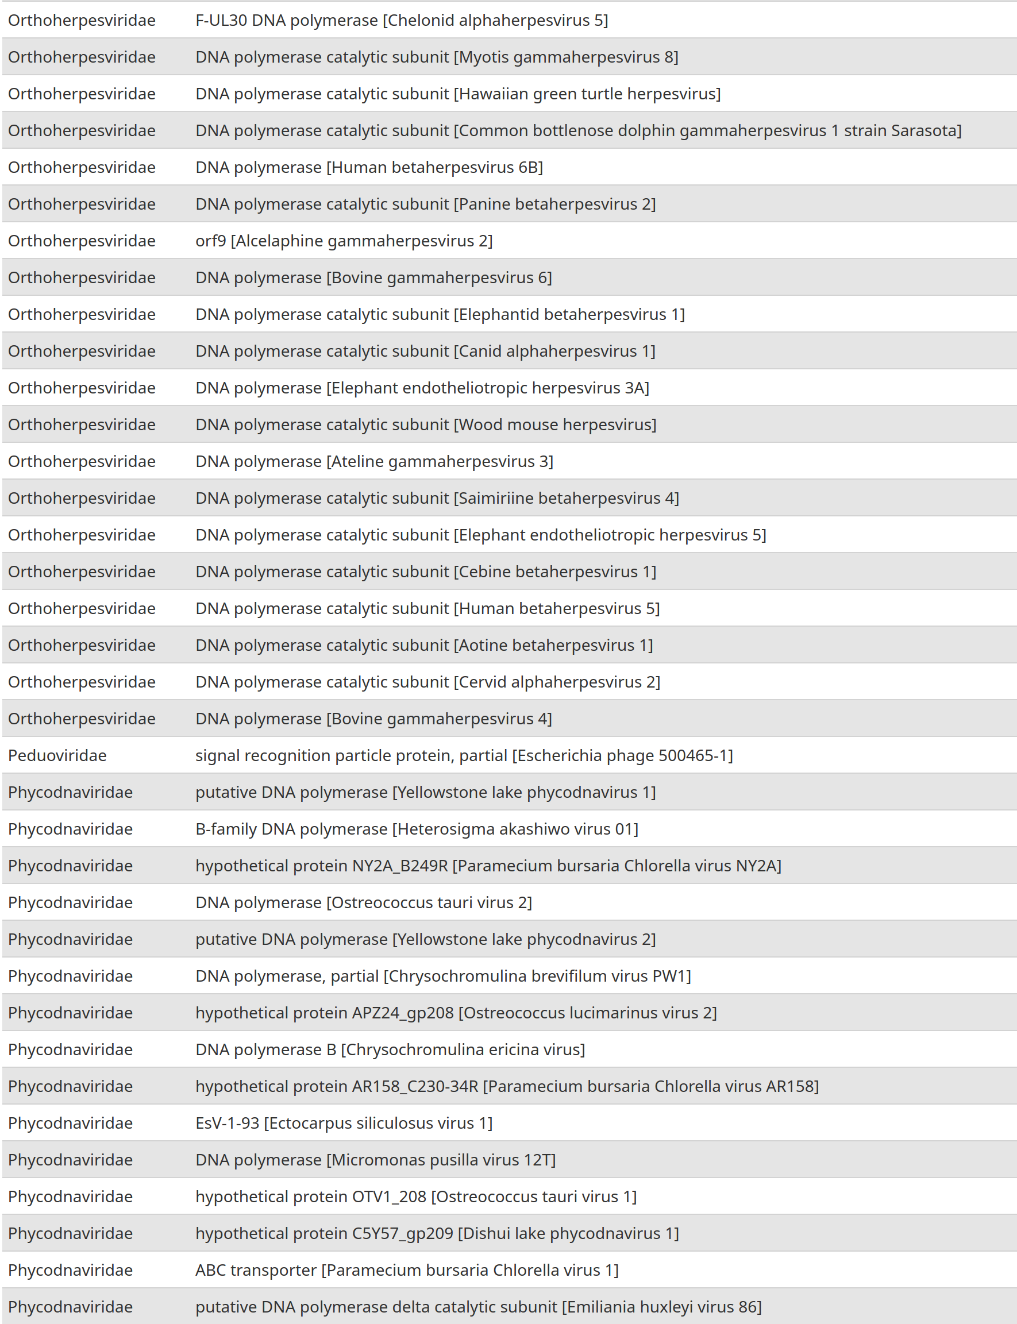 Orthoherpesviridae F-UL30 DNA polymerase [Chelonid alphaherpesvirus 5]
Orthoherpesviridae DNA polymerase catalytic subunit [Myotis gammaherpesvirus 8]
Orthoherpesviridae DNA polymerase catalytic subunit [Hawaiian green turtle herpesvirus]
Orthoherpesviridae DNA polymerase catalytic subunit [Common bottlenose dolphin gammaherpesvirus 1 strain Sarasota]
Orthoherpesviridae DNA polymerase [Human betaherpesvirus 6B]
Orthoherpesviridae DNA polymerase catalytic subunit [Panine betaherpesvirus 2]
Orthoherpesviridae orf9 [Alcelaphine gammaherpesvirus 2]
Orthoherpesviridae DNA polymerase [Bovine gammaherpesvirus 6]
Orthoherpesviridae DNA polymerase catalytic subunit [Elephantid betaherpesvirus 1]
Orthoherpesviridae DNA polymerase catalytic subunit [Canid alphaherpesvirus 1]
Orthoherpesviridae DNA polymerase [Elephant endotheliotropic herpesvirus 3A]
Orthoherpesviridae DNA polymerase catalytic subunit [Wood mouse herpesvirus]
Orthoherpesviridae DNA polymerase [Ateline gammaherpesvirus 3]
Orthoherpesviridae DNA polymerase catalytic subunit [Saimiriine betaherpesvirus 4]
Orthoherpesviridae DNA polymerase catalytic subunit [Elephant endotheliotropic herpesvirus 5]
Orthoherpesviridae DNA polymerase catalytic subunit [Cebine betaherpesvirus 1]
Orthoherpesviridae DNA polymerase catalytic subunit [Human betaherpesvirus 5]
Orthoherpesviridae DNA polymerase catalytic subunit [Aotine betaherpesvirus 1]
Orthoherpesviridae DNA polymerase catalytic subunit [Cervid alphaherpesvirus 2]
Orthoherpesviridae DNA polymerase [Bovine gammaherpesvirus 4]
Peduoviridae signal recognition particle protein, partial [Escherichia phage 500465-1]
Phycodnaviridae putative DNA polymerase [Yellowstone lake phycodnavirus 1]
Phycodnaviridae B-family DNA polymerase [Heterosigma akashiwo virus 01]
Phycodnaviridae hypothetical protein NY2A_B249R [Paramecium bursaria Chlorella virus NY2A]
Phycodnaviridae DNA polymerase [Ostreococcus tauri virus 2]
Phycodnaviridae putative DNA polymerase [Yellowstone lake phycodnavirus 2]
Phycodnaviridae DNA polymerase, partial [Chrysochromulina brevifilum virus PW1]
Phycodnaviridae hypothetical protein APZ24_gp208 [Ostreococcus lucimarinus virus 2]
Phycodnaviridae DNA polymerase B [Chrysochromulina ericina virus]
Phycodnaviridae hypothetical protein AR158_C230-34R [Paramecium bursaria Chlorella virus AR158]
Phycodnaviridae EsV-1-93 [Ectocarpus siliculosus virus 1]
Phycodnaviridae DNA polymerase [Micromonas pusilla virus 12T]
Phycodnaviridae hypothetical protein OTV1_208 [Ostreococcus tauri virus 1]
Phycodnaviridae hypothetical protein C5Y57_gp209 [Dishui lake phycodnavirus 1]
Phycodnaviridae ABC transporter [Paramecium bursaria Chlorella virus 1]
Phycodnaviridae putative DNA polymerase delta catalytic subunit [Emiliania huxleyi virus 86]